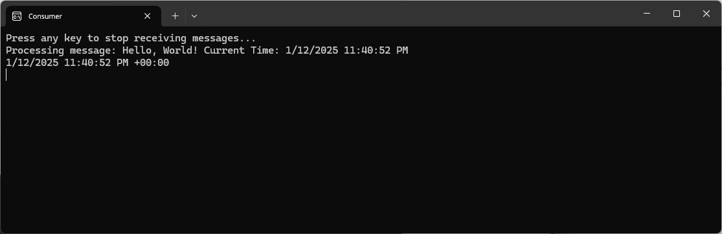 Consumer
Press any key to stop receiving messages...
Processing message: Hello, World! Current Time: 1/12/2025 11:40:52 PM
1/12/2025 11:40:52 PM +00:00